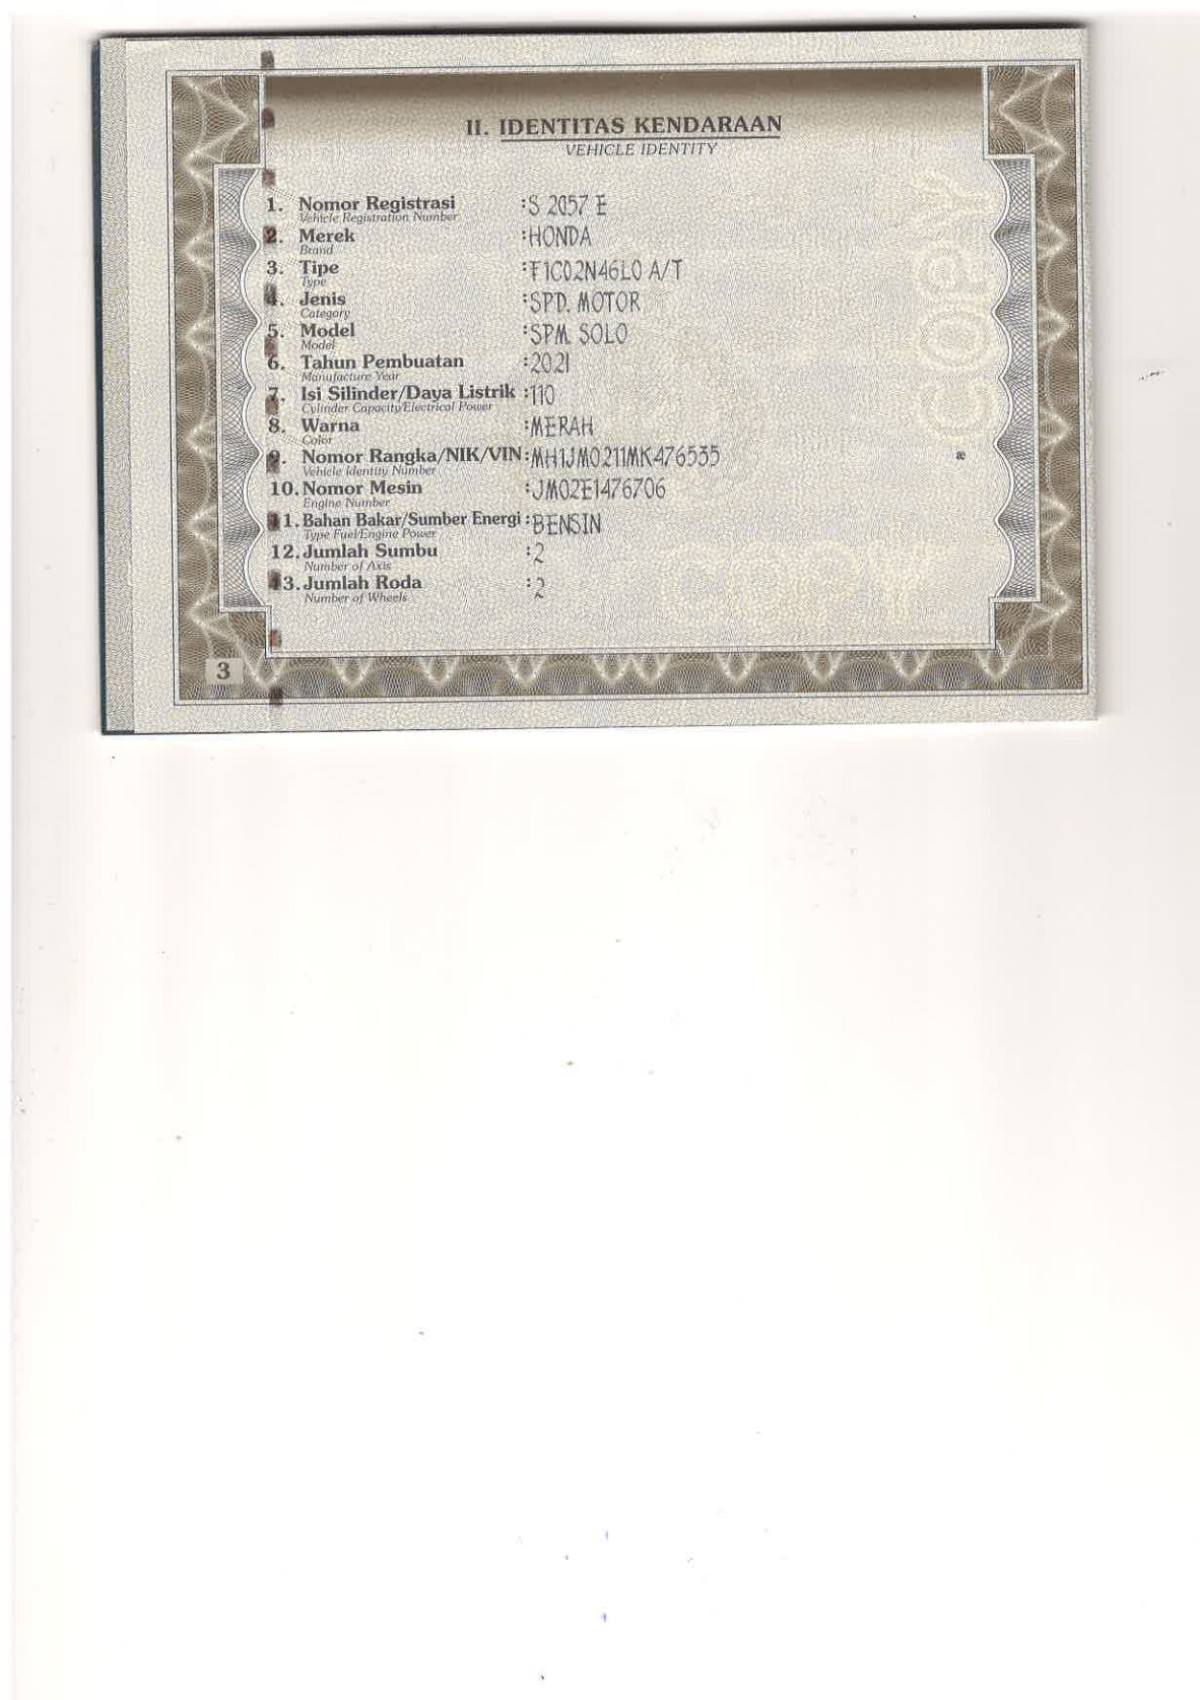 II. IDENTITAS KENDARAAN
VEHICLE IDENTITY
1. Nomor Registrasi :S 2057 E
Vehicle Registration Number
2. Merek :HONDA
Brand
3. Tipe :F1C02N46L0 A/T
Type
4. Jenis :SPD. MOTOR
Category
5. Model :SPM. SOLO
Model
6. Tahun Pembuatan :2021
Manufacture Year
7. Isi Silinder/Daya Listrik :110
Cylinder Capacity/Electrical Power
8. Warna :MERAH
Color
9. Nomor Rangka/NIK/VIN :MH1JM0211MK476535
Vehicle Identity Number
10. Nomor Mesin :JM02E1476706
Engine Number
11. Bahan Bakar/Sumber Energi :BENSIN
Type Fuel/Engine Power
12. Jumlah Sumbu :2
Number of Axis
13. Jumlah Roda :2
Number of Wheels
3
COPY